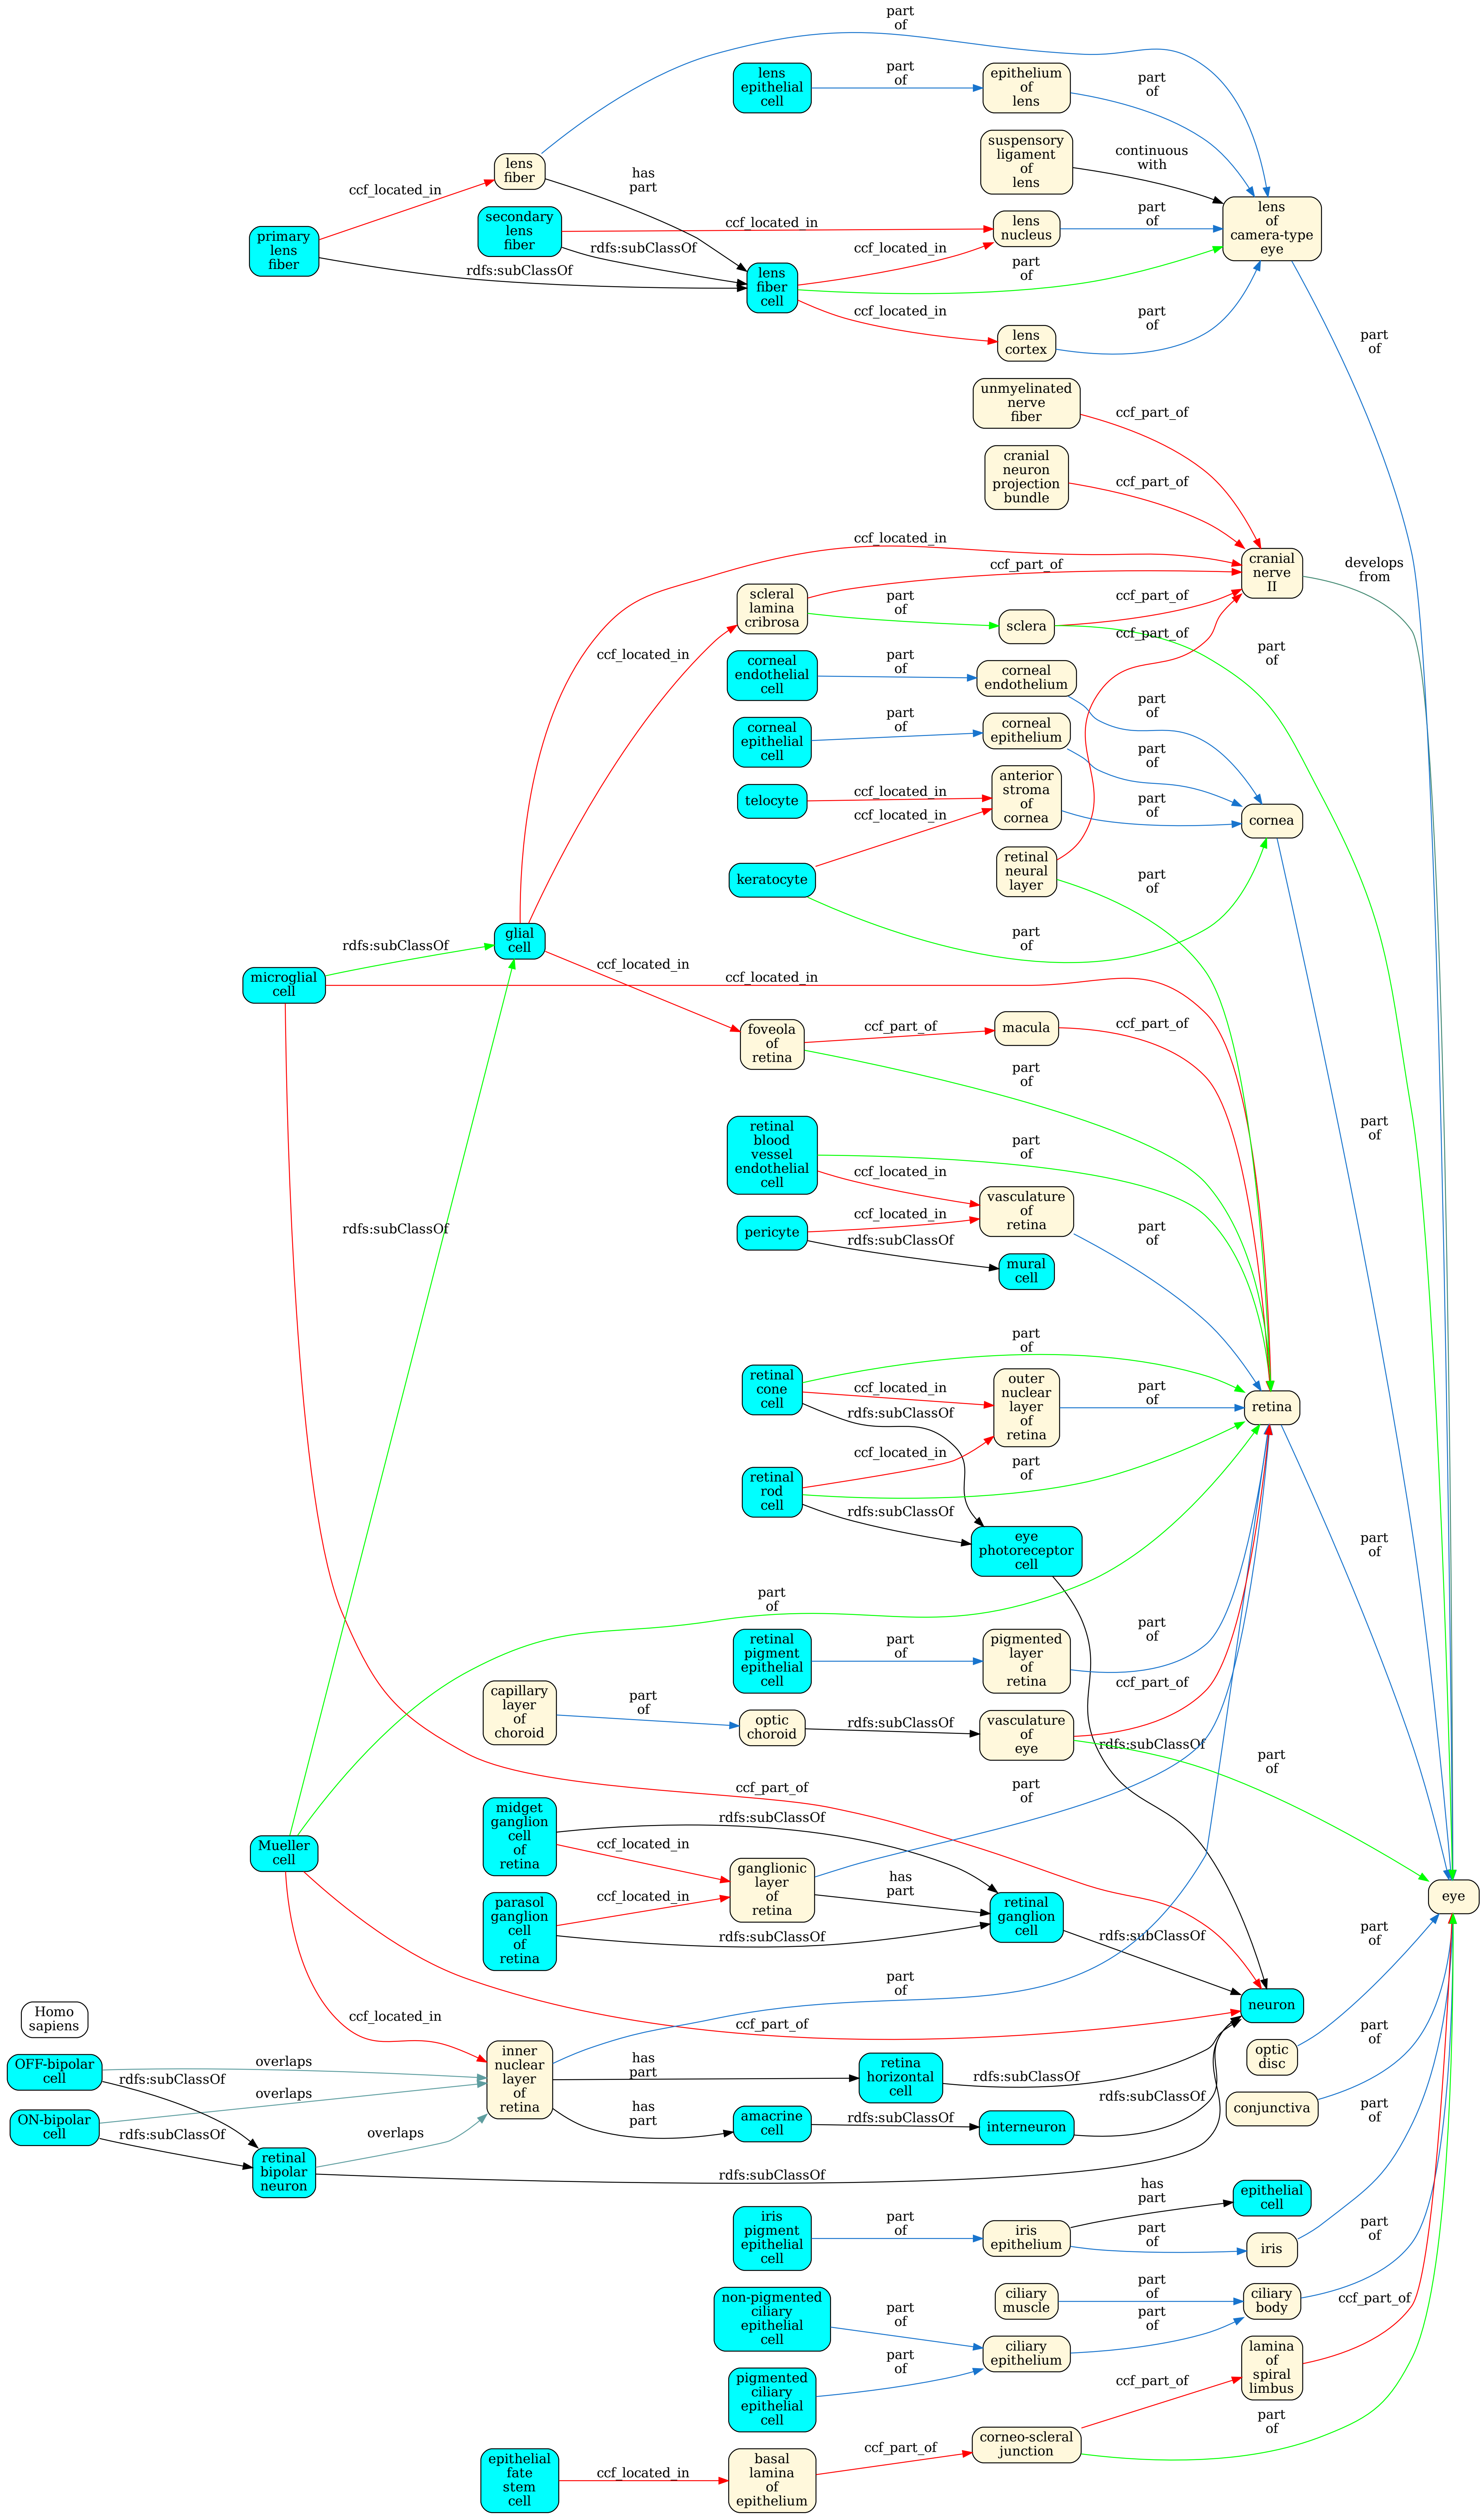 part
of
lens
epithelial
cell
part
of
epithelium
of
lens
part
of
suspensory
ligament
of
lens
continuous
with
lens
fiber
has
part
ccf_located_in
primary
lens
fiber
secondary
lens
fiber
ccf_located_in
lens
nucleus
part
of
lens
of
camera-type
eye
rdfs:subClassOf
rdfs:subClassOf
lens
fiber
cell
ccf_located_in
part
of
ccf_located_in
lens
cortex
part
of
part
of
unmyelinated
nerve
fiber
ccf_part_of
cranial
neuron
projection
bundle
ccf_part_of
ccf_located_in
cranial
nerve
II
develops
from
scleral
lamina
cribrosa
ccf_part_of
part
of
sclera
ccf_part_of
ccf_part_of
part
of
ccf_located_in
corneal
endothelial
cell
part
of
corneal
endothelium
part
of
corneal
epithelial
cell
part
of
corneal
epithelium
part
of
telocyte
ccf_located_in
anterior
stroma
of
cornea
part
of
cornea
ccf_located_in
keratocyte
retinal
neural
layer
part
of
part
of
glial
cell
rdfs:subClassOf
microglial
cell
ccf_located_in
ccf_located_in
foveola
of
retina
ccf_part_of
macula
ccf_part_of
part
of
part
of
retinal
blood
vessel
endothelial
cell
part
of
ccf_located_in
vasculature
of
retina
part
of
pericyte
ccf_located_in
rdfs:subClassOf
mural
cell
rdfs:subClassOf
retinal
cone
cell
part
of
ccf_located_in
outer
nuclear
layer
of
retina
part
of
retina
rdfs:subClassOf
retinal
rod
cell
ccf_located_in
part
of
rdfs:subClassOf
eye
photoreceptor
cell
part
of
part
of
retinal
pigment
epithelial
cell
part
of
pigmented
layer
of
retina
part
of
capillary
layer
of
choroid
part
of
optic
choroid
rdfs:subClassOf
vasculature
of
eye
ccf_part_of
rdfs:subClassOf
part
of
ccf_part_of
part
of
midget
ganglion
cell
of
retina
rdfs:subClassOf
ccf_located_in
Mueller
cell
ganglionic
layer
of
retina
has
part
retinal
ganglion
cell
eye
parasol
ganglion
cell
of
retina
ccf_located_in
rdfs:subClassOf
rdfs:subClassOf
part
of
neuron
part
of
ccf_located_in
ccf_part_of
Homo
sapiens
OFF-bipolar
cell
overlaps
rdfs:subClassOf
ON-bipolar
cell
overlaps
rdfs:subClassOf
retinal
bipolar
neuron
overlaps
inner
nuclear
layer
of
retina
has
part
retina
horizontal
cell
rdfs:subClassOf
has
part
amacrine
cell
rdfs:subClassOf
interneuron
rdfs:subClassOf
rdfs:subClassOf
optic
disc
part
of
conjunctiva
part
of
iris
pigment
epithelial
cell
part
of
iris
epithelium
has
part
epithelial
cell
part
of
iris
part
of
non-pigmented
ciliary
epithelial
cell
part
of
ciliary
muscle
part
of
ciliary
body
ccf_part_of
ciliary
epithelium
part
of
pigmented
ciliary
epithelial
cell
part
of
lamina
of
spiral
limbus
ccf_part_of
corneo-scleral
junction
part
of
epithelial
fate
stem
cell
ccf_located_in
basal
lamina
of
epithelium
ccf_part_of